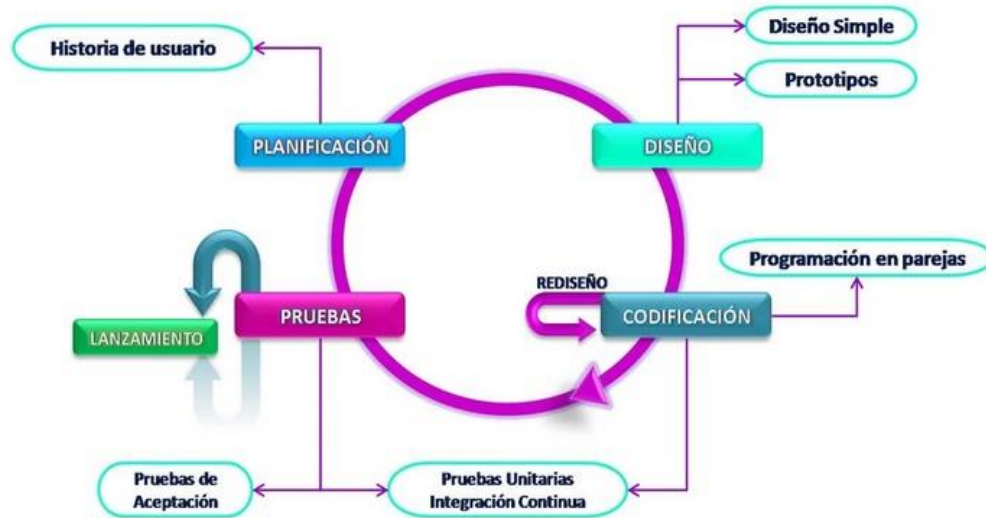 Historia de usuario
Diseño Simple
Prototipos
PLANIFICACIÓN
DISEÑO
Programación en parejas
REDISEÑO
PRUEBAS
CODIFICACIÓN
LANZAMIENTO
Pruebas de
Aceptación
Pruebas Unitarias
Integración Continua